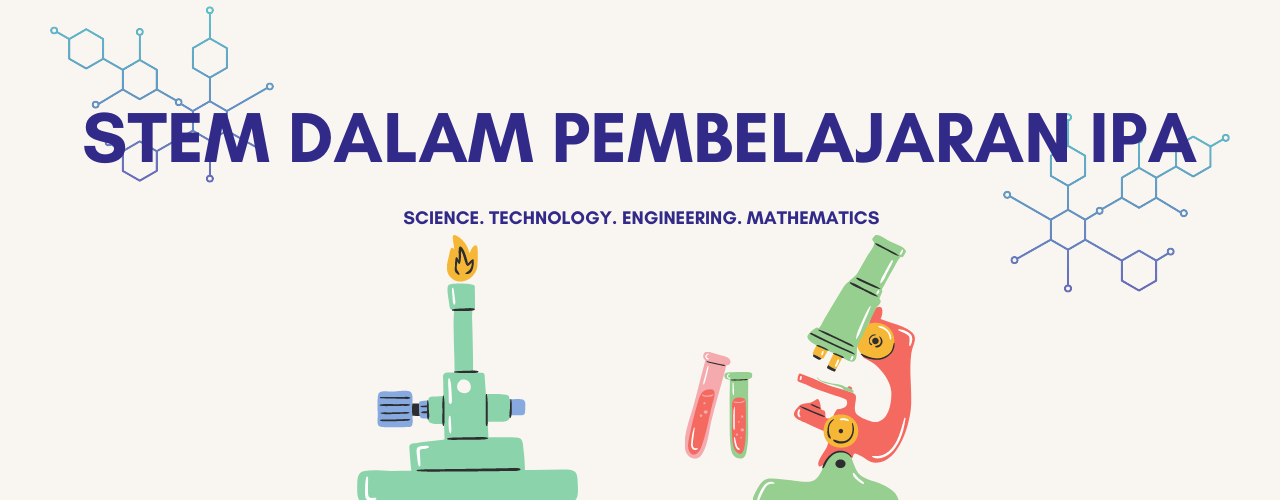 STEM DALAM PEMBELAJARAN IPA
SCIENCE. TECHNOLOGY. ENGINEERING. MATHEMATICS